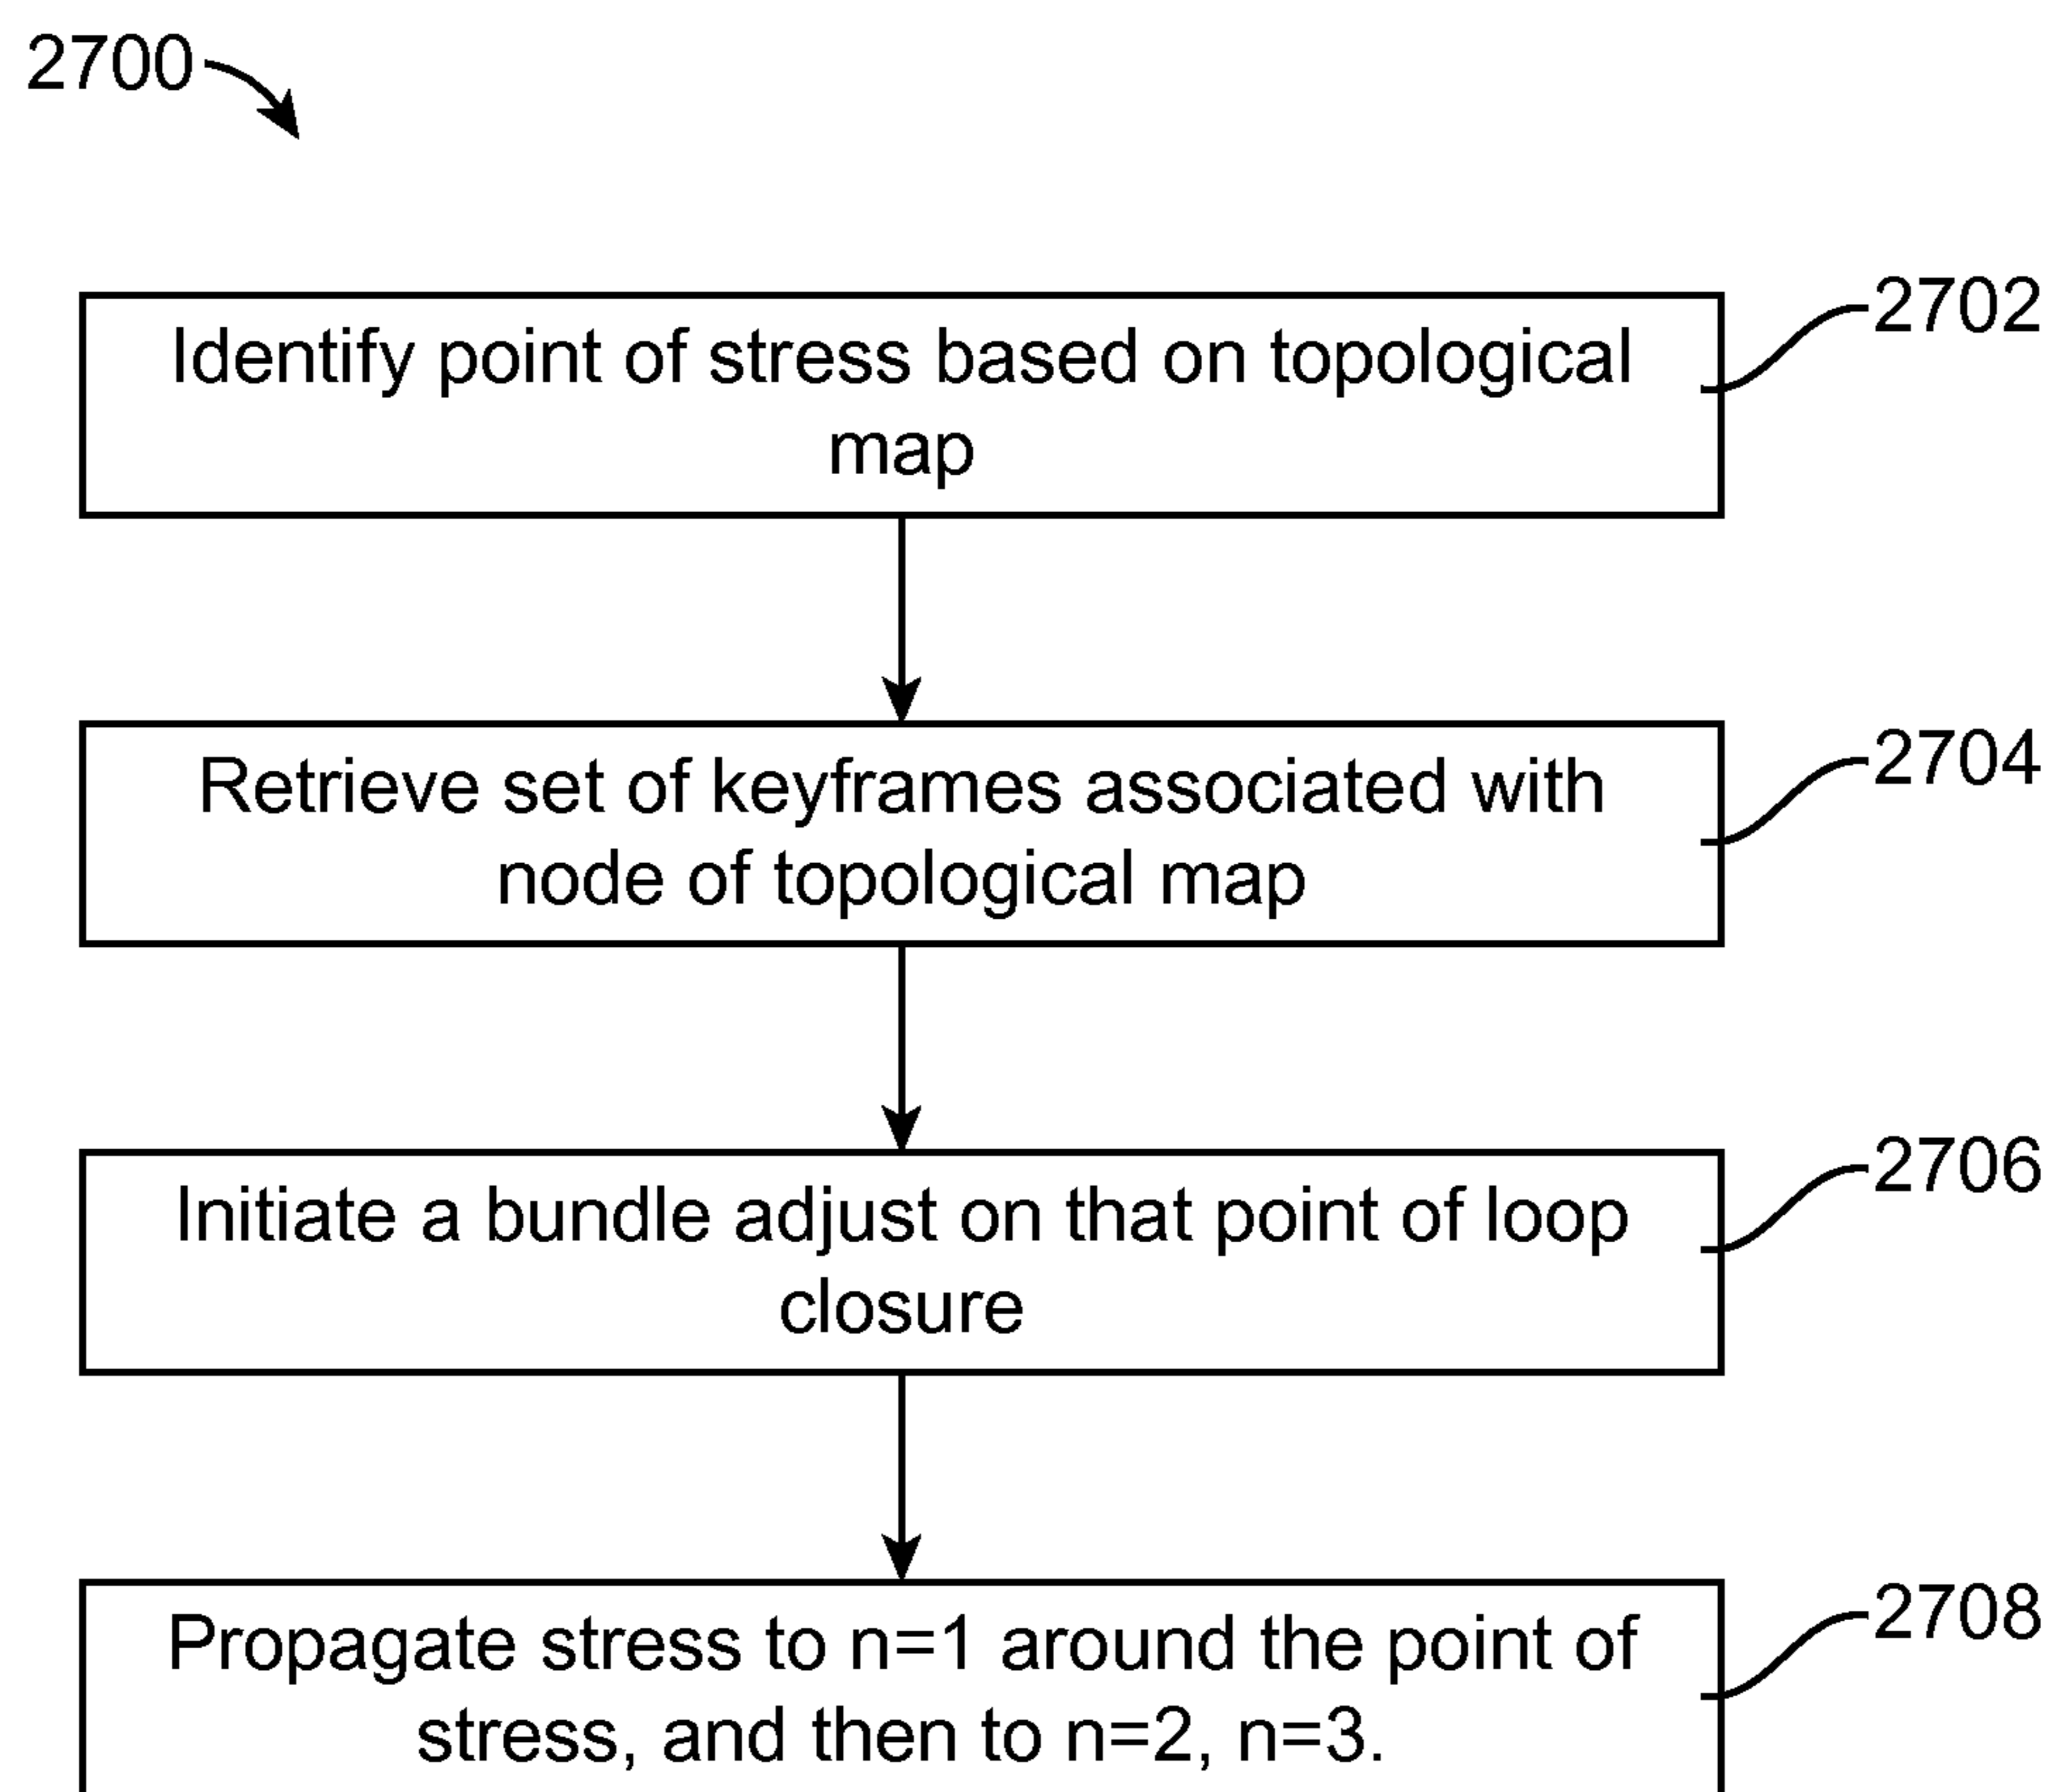 2700
Identify point of stress based on topological
map
2702
Retrieve set of keyframes associated with
node of topological map
2704
Initiate a bundle adjust on that point of loop
closure
2706
Propagate stress to n=1 around the point of
stress, and then to n=2, n=3.
2708